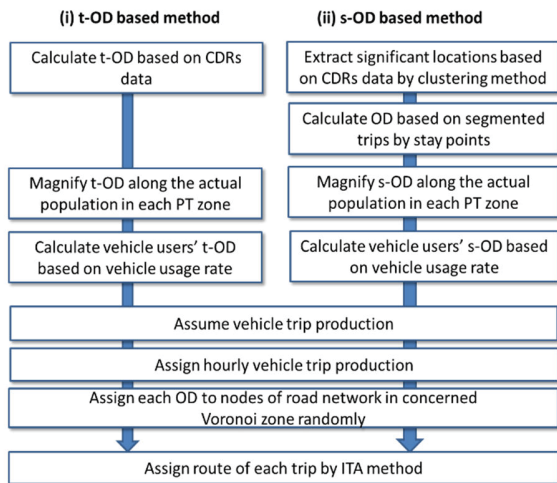 (i) t-OD based method
(ii) s-OD based method
Calculate t-OD based on CDRs
data
Extract significant locations based
on CDRs data by clustering method
Calculate OD based on segmented
trips by stay points
Magnify t-OD along the actual
population in each PT zone
Magnify s-OD along the actual
population in each PT zone
Calculate vehicle users' t-OD
based on vehicle usage rate
Calculate vehicle users' s-OD based
on vehicle usage rate
Assume vehicle trip production
Assign hourly vehicle trip production
Assign each OD to nodes of road network in concerned
Voronoi zone randomly
Assign route of each trip by ITA method